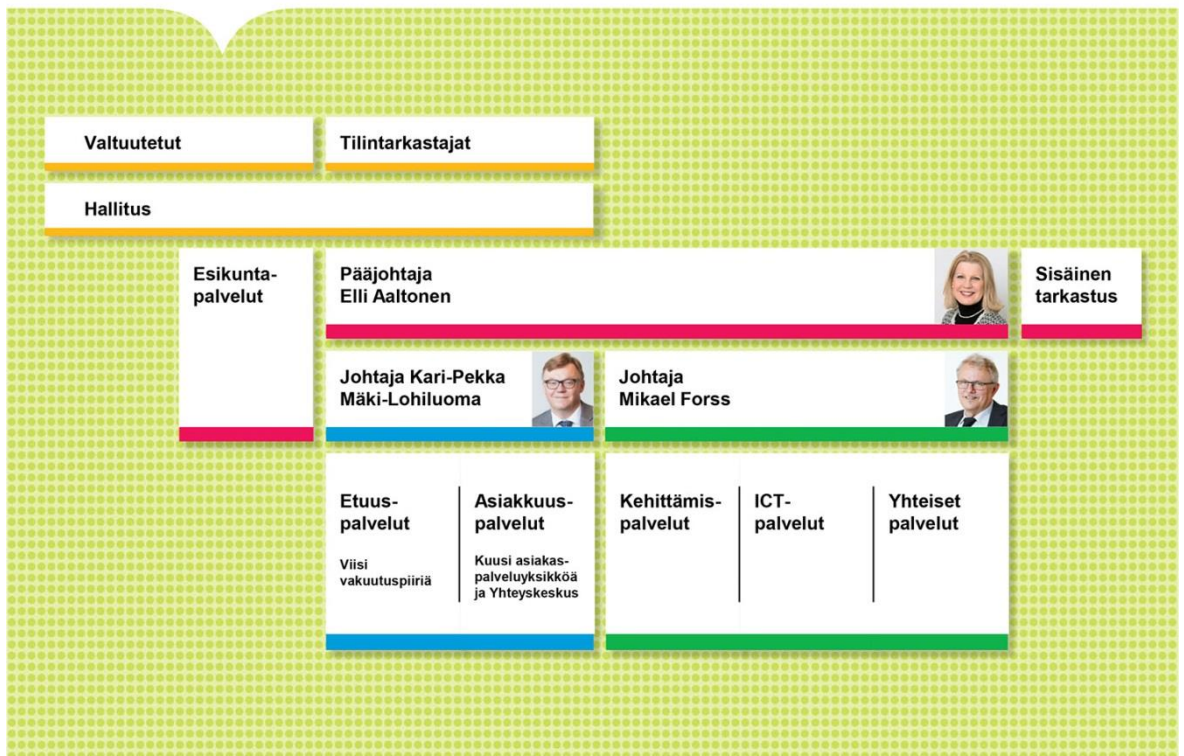 Valtuutetut
Tilintarkastajat
Hallitus
Esikunta-
palvelut
Pääjohtaja
Elli Aaltonen
Sisäinen
tarkastus
Johtaja Kari-Pekka
Mäki-Lohiluoma
Johtaja
Mikael Forss
Etuus-
palvelut
Viisi
vakuutuspiiriä
Asiakkuus-
palvelut
Kuusi asiakas-
palveluyksikköä
ja Yhteyskeskus
Kehittämis-
palvelut
ICT-
palvelut
Yhteiset
palvelut